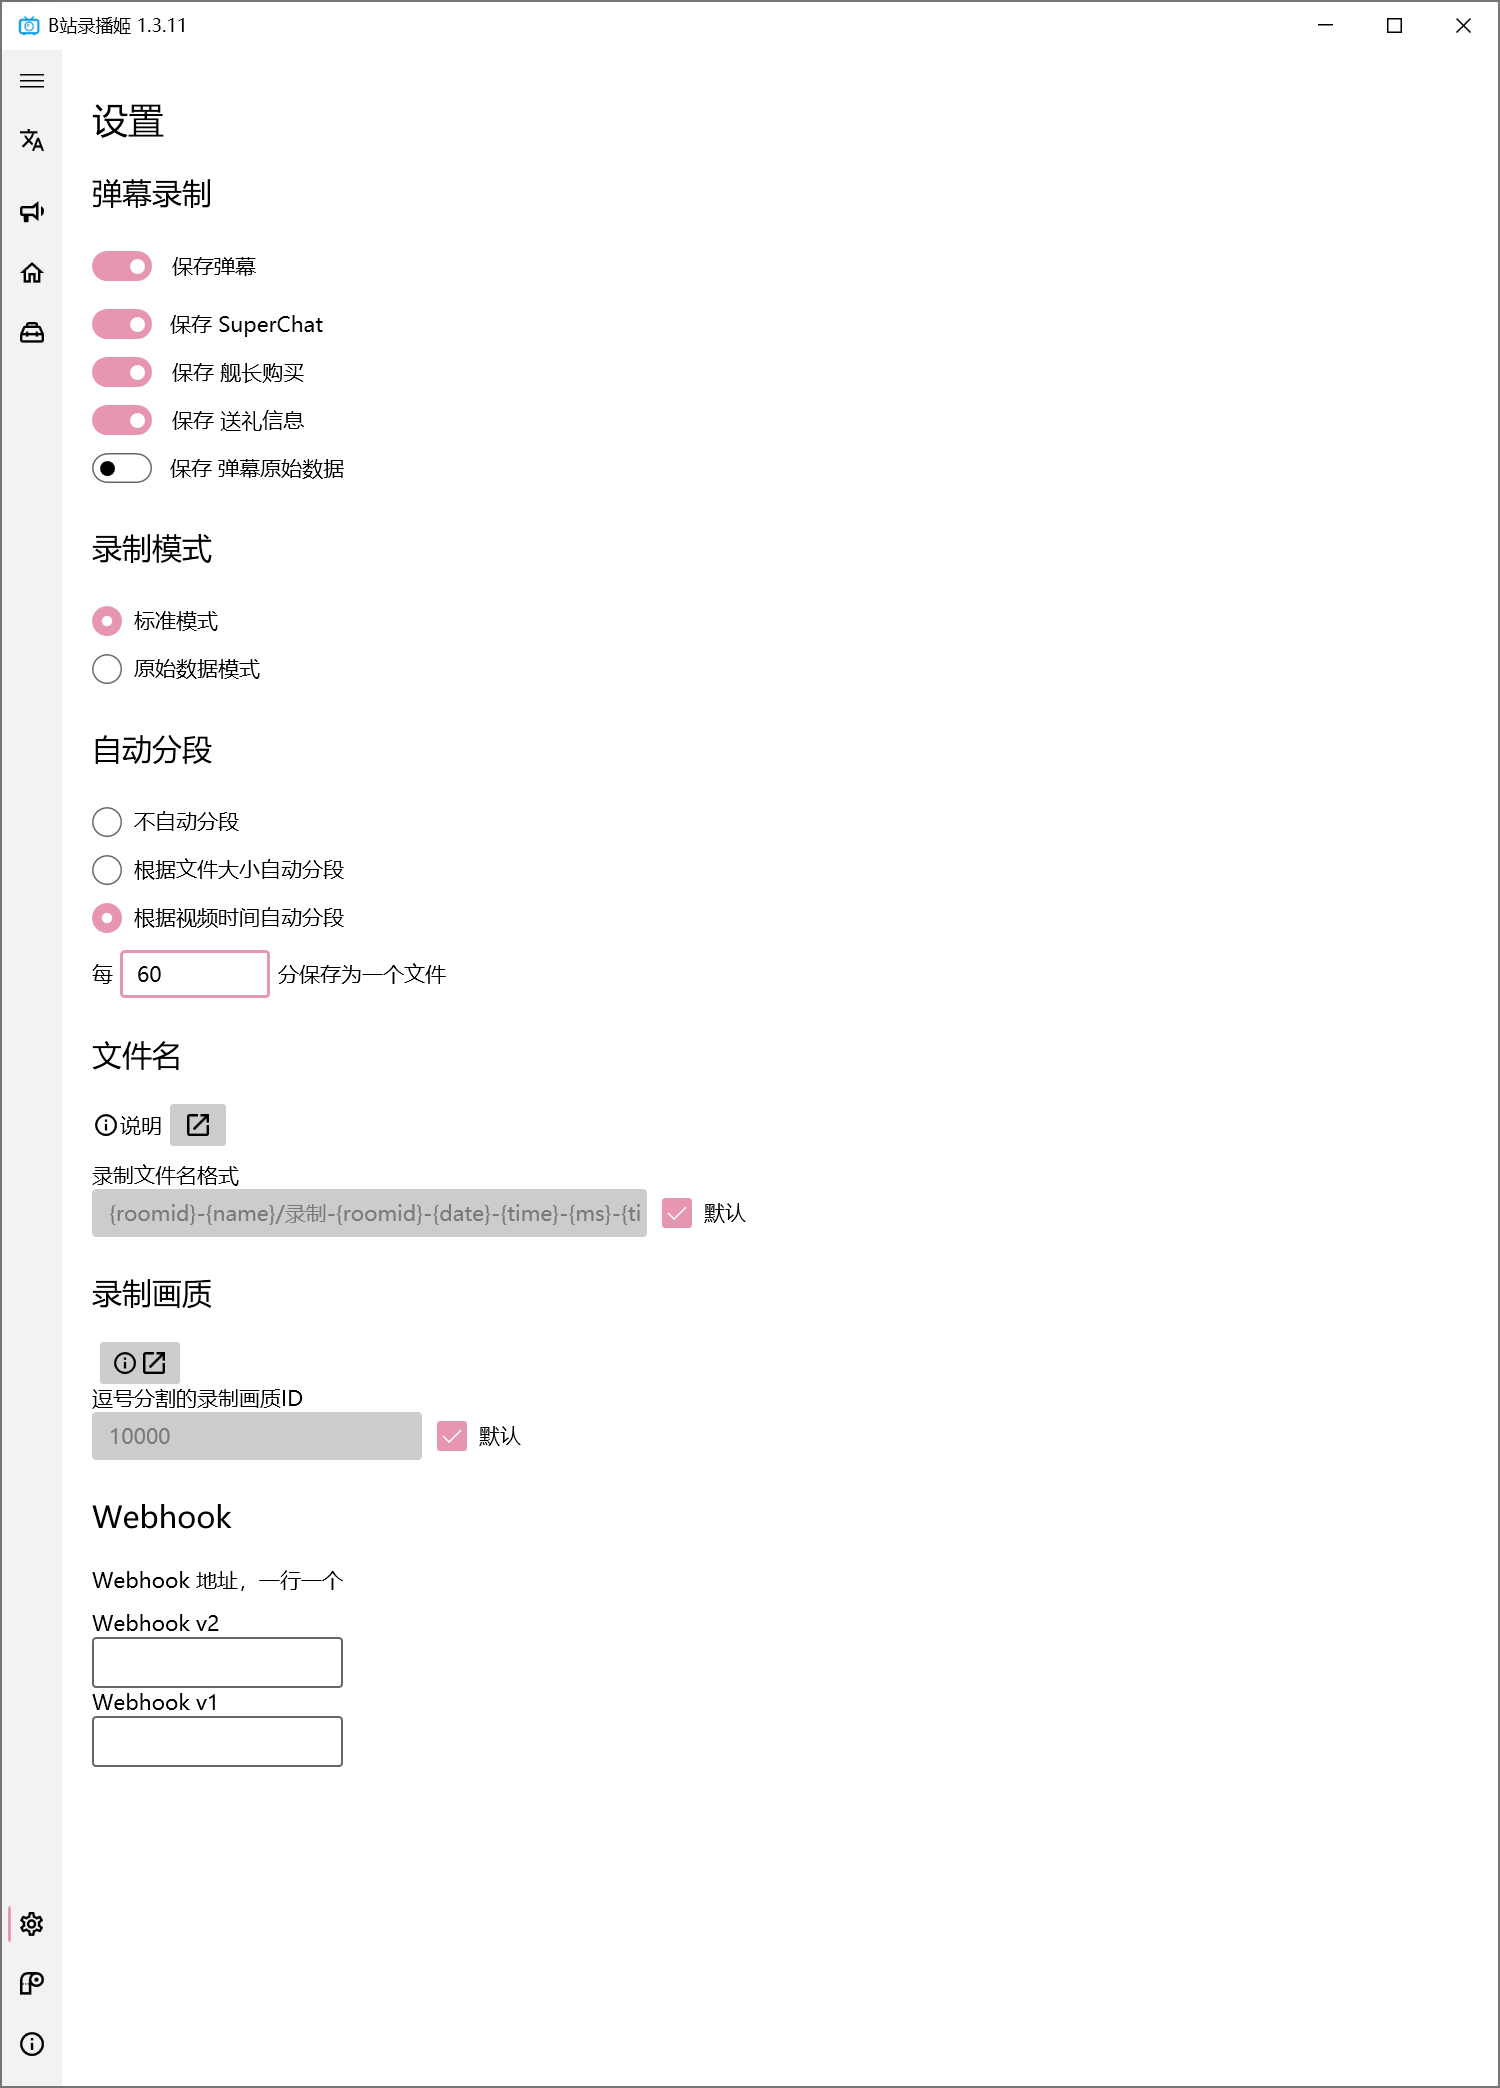 B站录播姬 1.3.11
设置
弹幕录制
保存弹幕
保存 SuperChat
保存 舰长购买
保存 送礼信息
保存 弹幕原始数据
录制模式
标准模式
原始数据模式
自动分段
不自动分段
根据文件大小自动分段
根据视频时间自动分段
每 60 分保存为一个文件
文件名
说明
录制文件名格式
{roomid}-{name}/录制-{roomid}-{date}-{time}-{ms}-{ti 默认
录制画质
逗号分割的录制画质ID
10000 默认
Webhook
Webhook 地址，一行一个
Webhook v2
Webhook v1